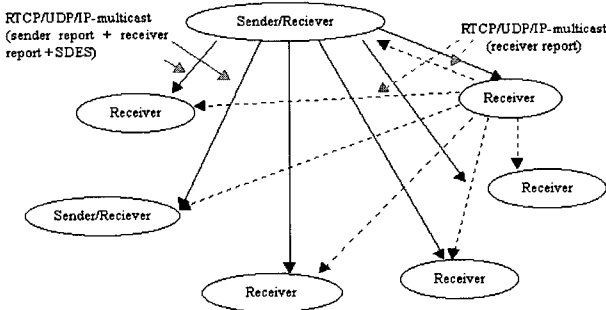 RTCP/UDP/IP-multicast
(sender report + receiver
report +SDES)
Sender/Reciever
RTCP/UDP/IP-multicast
(receiver report)
Receiver
Receiver
Receiver
Sender/Reciever
Receiver
Receiver